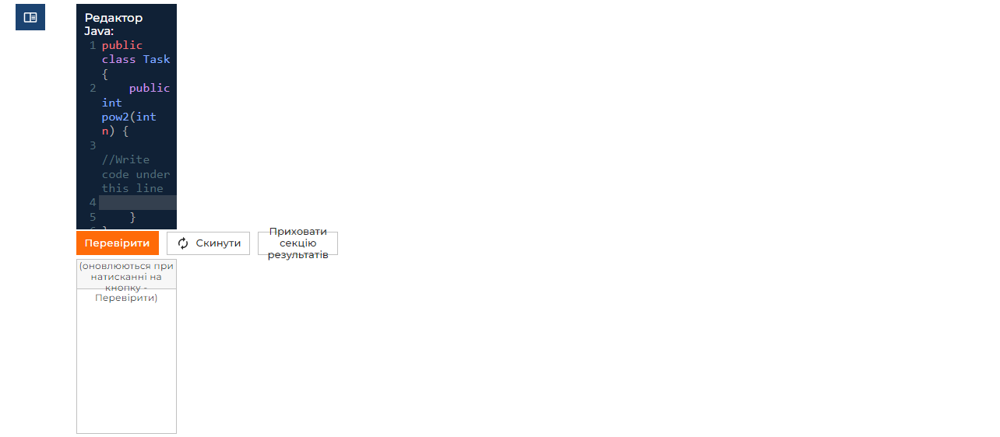 Редактор
Java:
1 public
class Task
{
2     public
int
pow2(int
n) {
3
//Write
code under
this line
4
5     }
6 }
Перевірити
Скинути
Приховати
секцію
результатів
(оновлюються при
натисканні на
кнопку -
Перевірити)